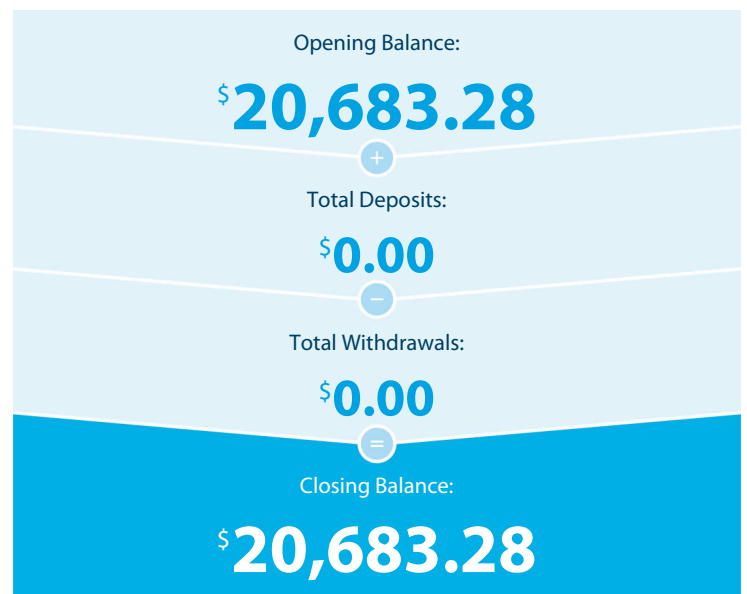 Opening Balance:
$20,683.28
+
Total Deposits:
$0.00
−
Total Withdrawals:
$0.00
=
Closing Balance:
$20,683.28